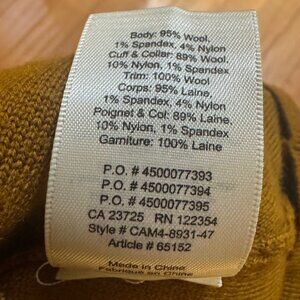 Body: 95% Wool,
1% Spandex, 4% Nylon
Cuff & Collar: 89% Wool,
10% Nylon, 1% Spandex
Trim: 100% Wool
Corps: 95% Laine,
1% Spandex, 4% Nylon
Poignet & Col: 89% Laine,
10% Nylon, 1% Spandex
Garniture: 100% Laine
P.O. # 4500077393
P.O. # 4500077394
P.O. # 4500077395
CA 23725 RN 122354
Style # CAM4-8931-47
Article # 65152
Made in China
Fabriqué en Chine